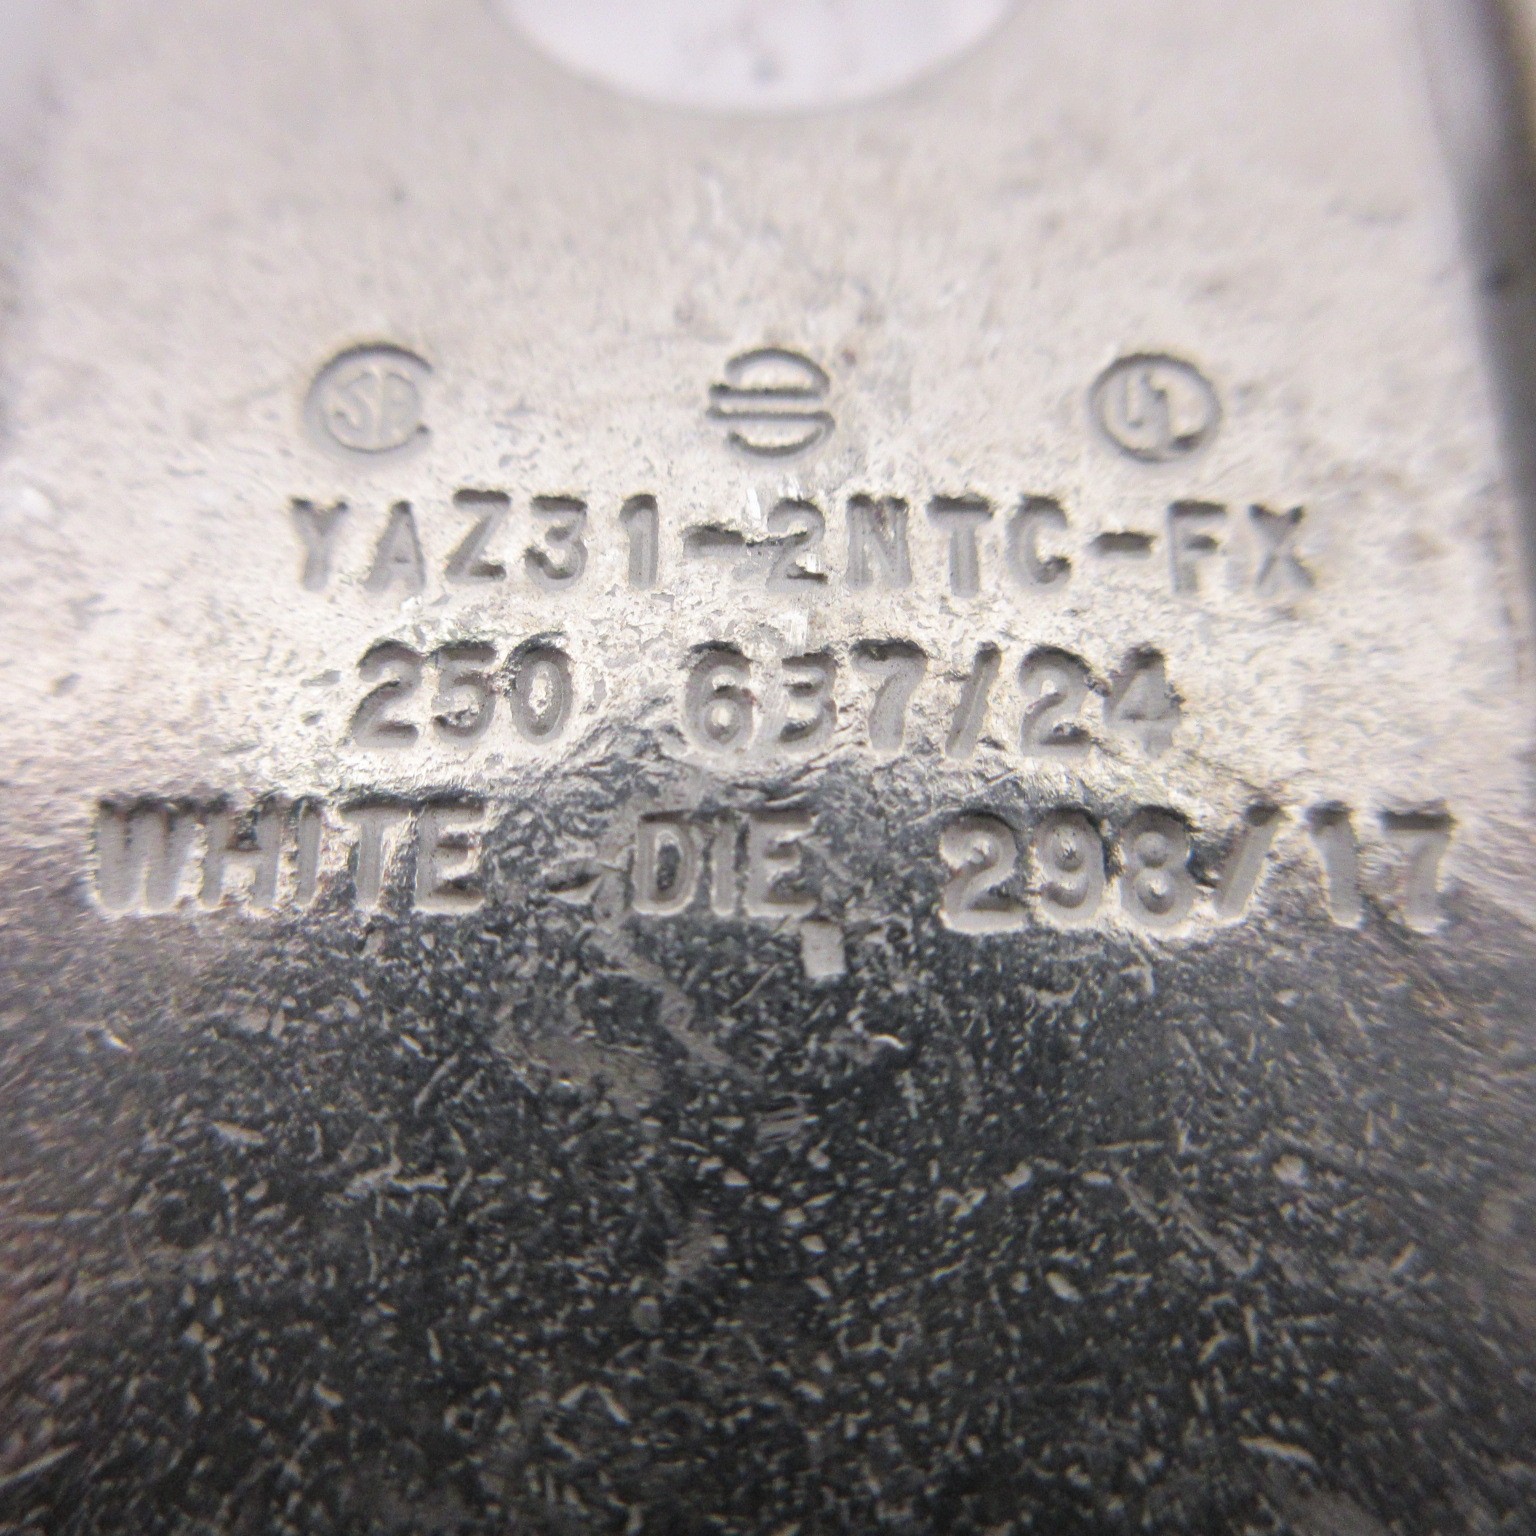 YAZ31-2NTC-FX
250 637/24
WHITE DIE 298/17